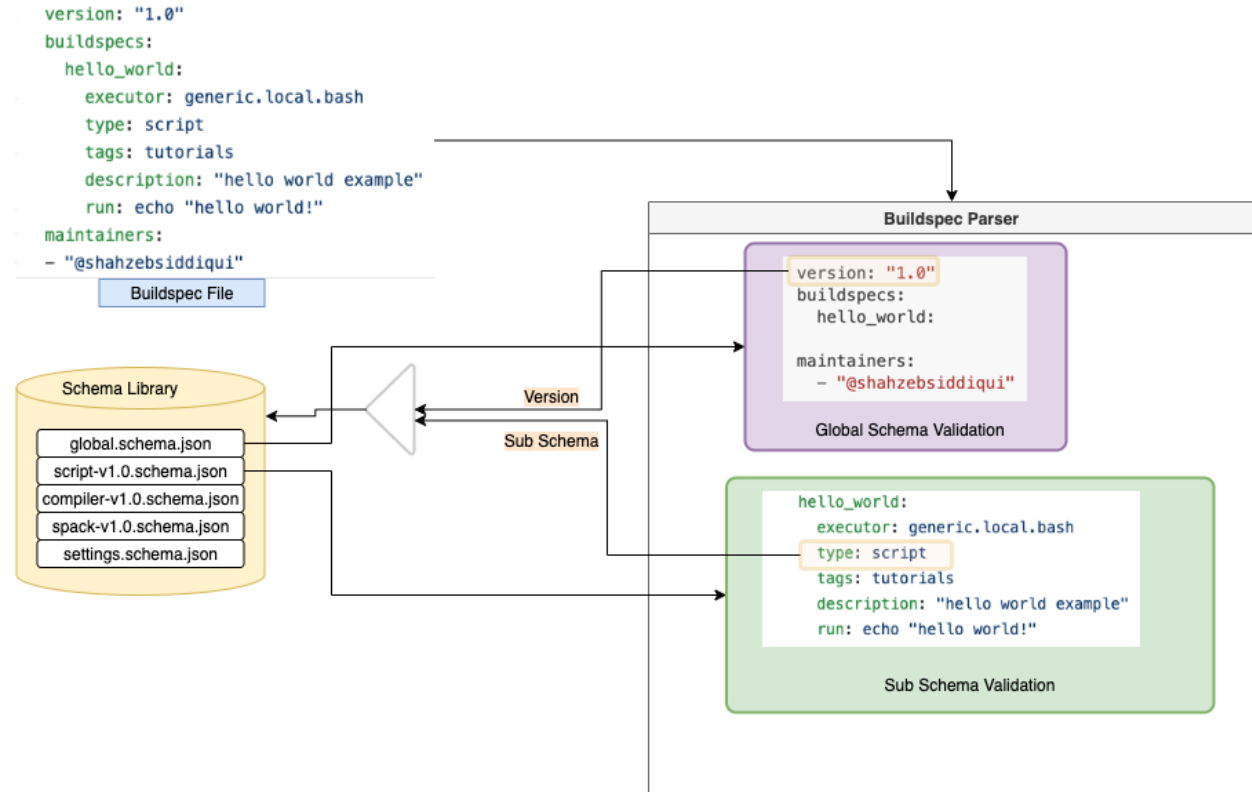 version: "1.0"
buildspecs:
hello_world:
executor: generic.local.bash
type: script
tags: tutorials
description: "hello world example"
run: echo "hello world!"
maintainers:
- "@shahzebsiddiqui"
Buildspec File
Schema Library
global.schema.json
script-v1.0.schema.json
compiler-v1.0.schema.json
spack-v1.0.schema.json
settings.schema.json
Version
Sub Schema
Buildspec Parser
version: "1.0"
buildspecs:
hello_world:
maintainers:
- "@shahzebsiddiqui"
Global Schema Validation
hello_world:
executor: generic.local.bash
type: script
tags: tutorials
description: "hello world example"
run: echo "hello world!"
Sub Schema Validation